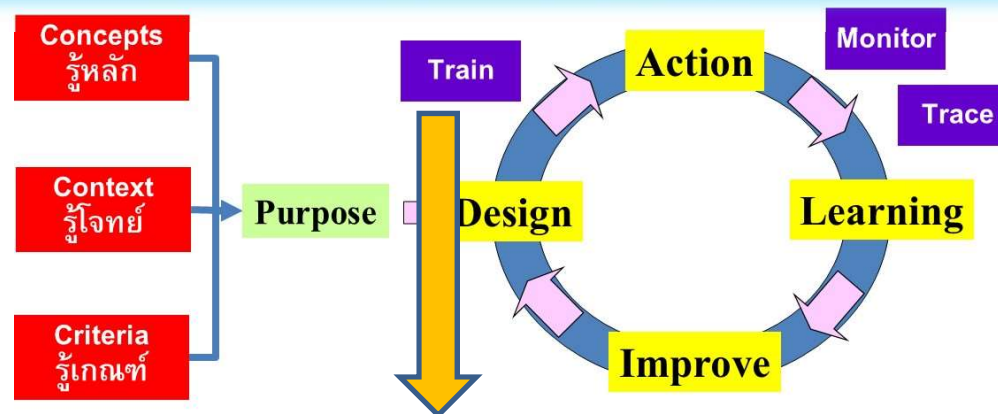 Concepts
รู้หลัก
Context
รู้โจทย์
Criteria
รู้เกณฑ์
Purpose
Train
Design
Action
Monitor
Trace
Learning
Improve